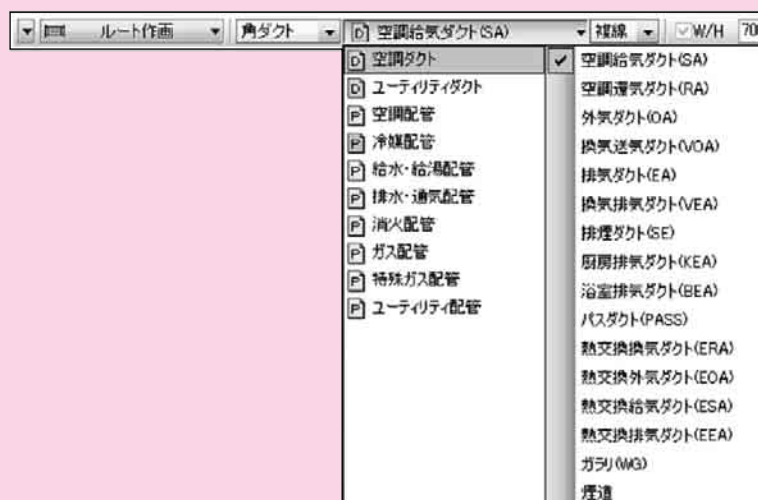 ルート作画 角ダクト 空調給気ダクト(SA) 複線 W/H 700
空調ダクト
ユーティリティダクト
空調配管
冷媒配管
給水・給湯配管
排水・通気配管
消火配管
ガス配管
特殊ガス配管
ユーティリティ配管
空調給気ダクト(SA)
空調還気ダクト(RA)
外気ダクト(OA)
換気送気ダクト(VOA)
排気ダクト(EA)
換気排気ダクト(VEA)
排煙ダクト(SE)
厨房排気ダクト(KEA)
浴室排気ダクト(BEA)
パスダクト(PASS)
熱交換換気ダクト(ERA)
熱交換外気ダクト(EOA)
熱交換給気ダクト(ESA)
熱交換排気ダクト(EEA)
ガラリ(WG)
煙道